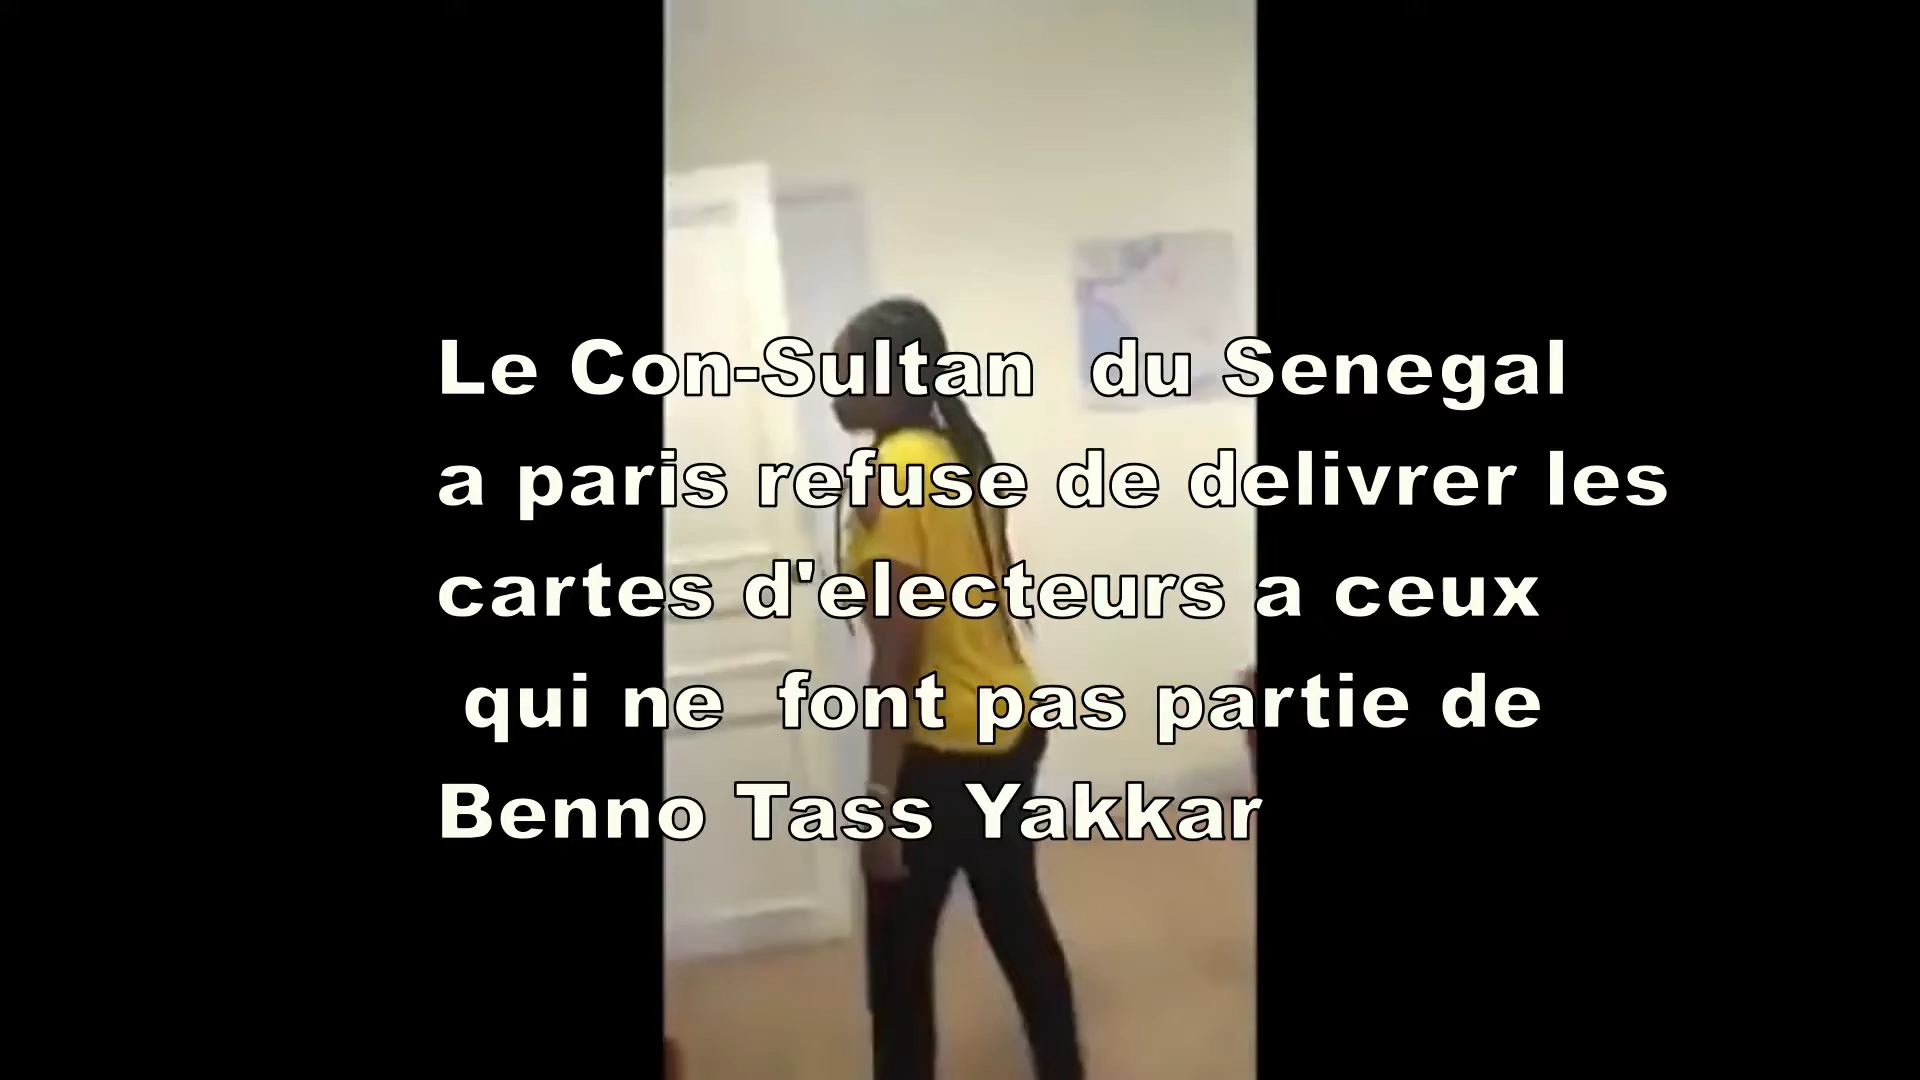 Le Con-Sultan du Senegal
a paris refuse de delivrer les
cartes d'electeurs a ceux
qui ne font pas partie de
Benno Tass Yakkar